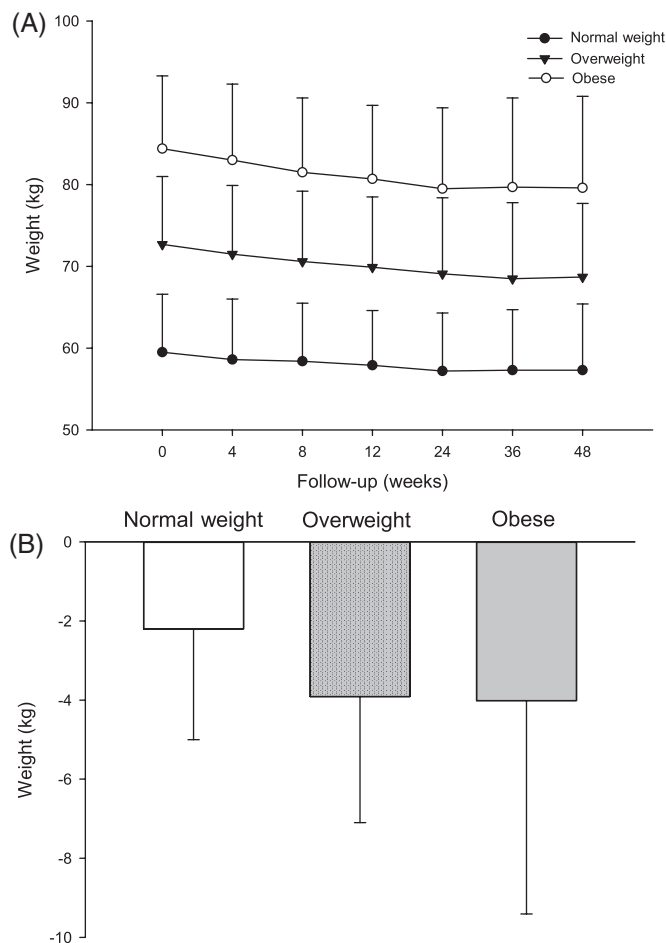 (A)
100
90
80
70
60
50
Weight (kg)
Normal weight
Overweight
Obese
0 4 8 12 24 36 48
Follow-up (weeks)
(B)
Normal weight Overweight Obese
0
-2
-4
-6
-8
-10
Weight (kg)